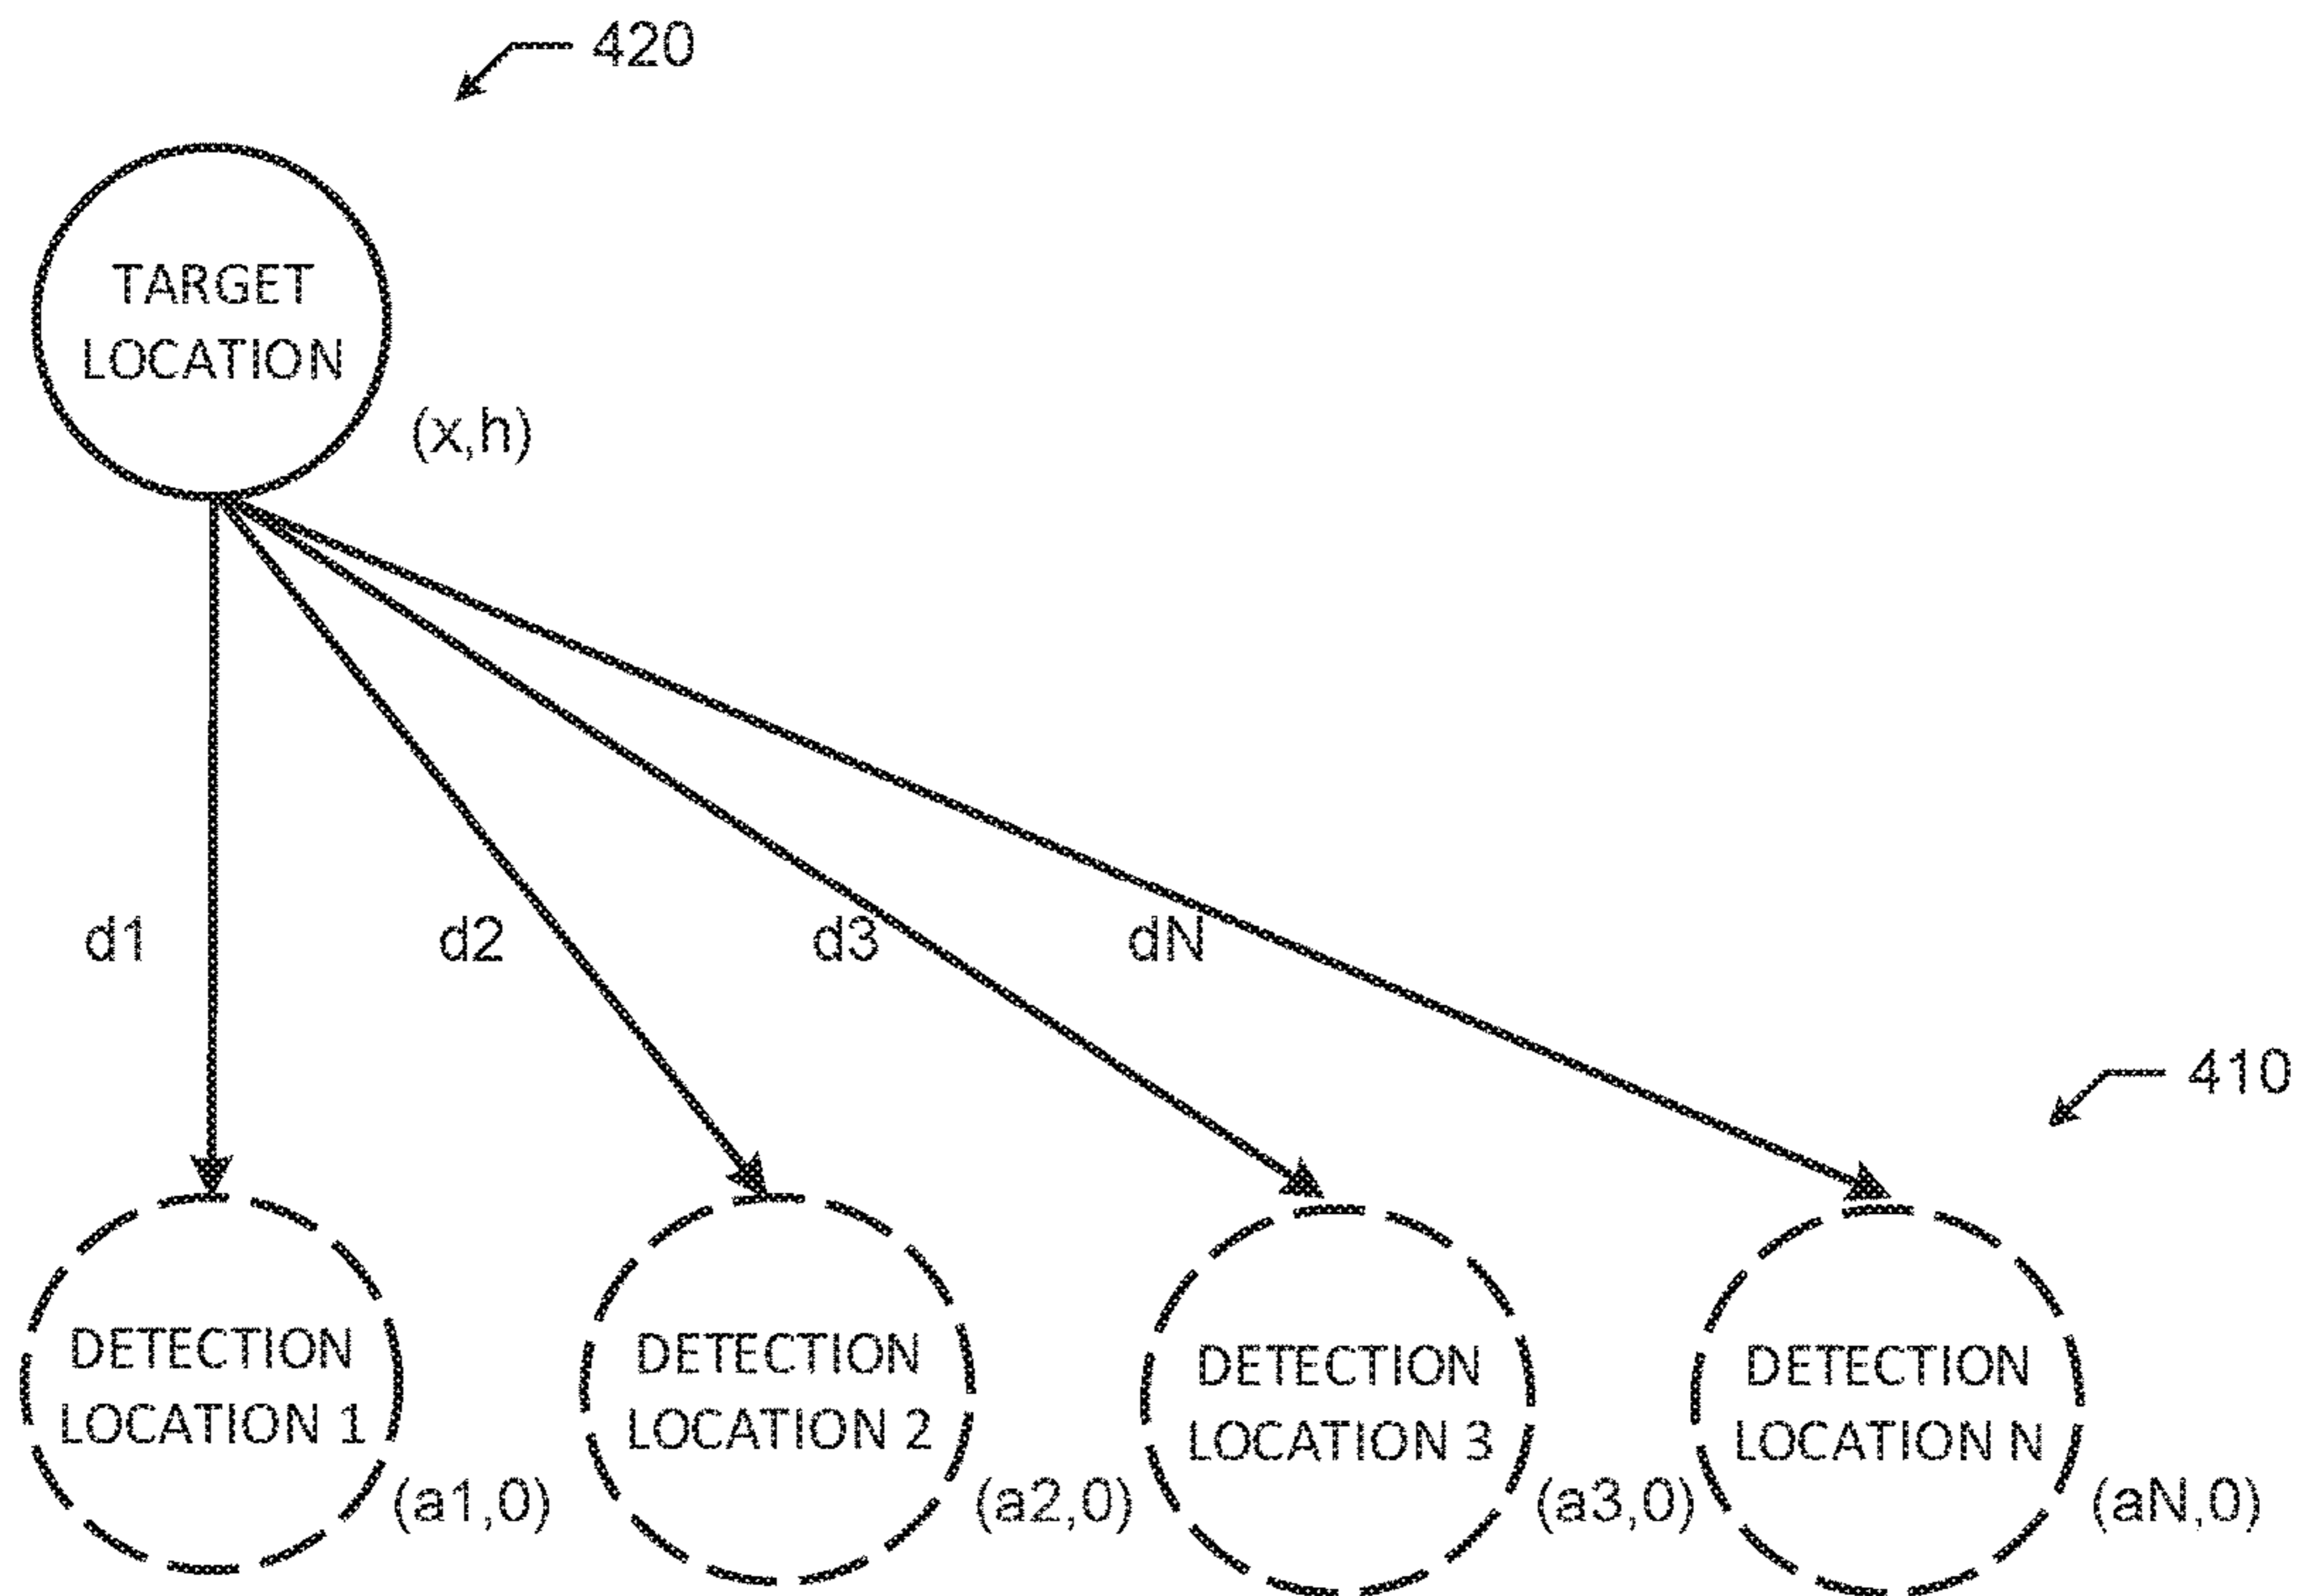 420
TARGET
LOCATION
(x,h)
d1
d2
d3
dN
410
DETECTION
LOCATION 1
(a1,0)
DETECTION
LOCATION 2
(a2,0)
DETECTION
LOCATION 3
(a3,0)
DETECTION
LOCATION N
(aN,0)